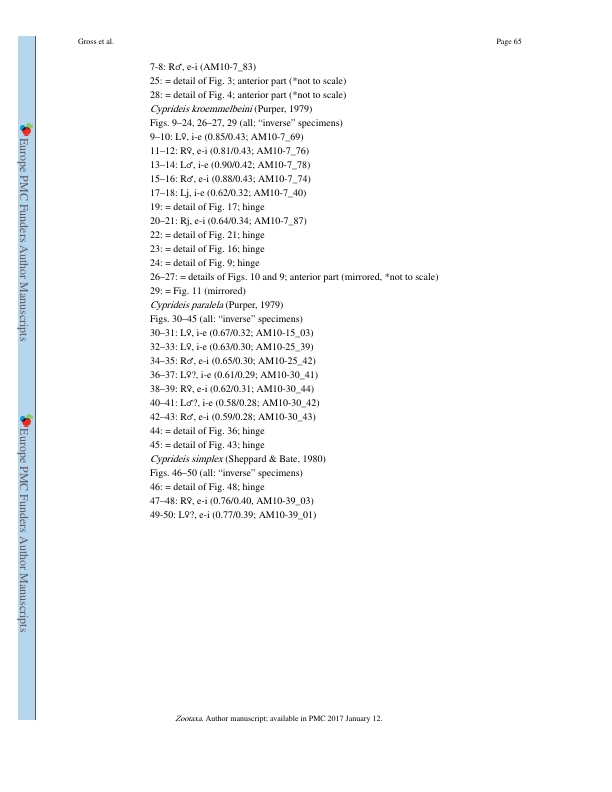 Gross et al.
Page 65
7-8: R♂, e-i (AM10-7_83)
25: = detail of Fig. 3; anterior part (*not to scale)
28: = detail of Fig. 4; anterior part (*not to scale)
Cyprideis kroemmelbeini (Purper, 1979)
Figs. 9–24, 26–27, 29 (all: “inverse” specimens)
9–10: L♀, i-e (0.85/0.43; AM10-7_69)
11–12: R♀, e-i (0.81/0.43; AM10-7_76)
13–14: L♂, i-e (0.90/0.42; AM10-7_78)
15–16: R♂, e-i (0.88/0.43; AM10-7_74)
17–18: Lj, i-e (0.62/0.32; AM10-7_40)
19: = detail of Fig. 17; hinge
20–21: Rj, e-i (0.64/0.34; AM10-7_87)
22: = detail of Fig. 21; hinge
23: = detail of Fig. 16; hinge
24: = detail of Fig. 9; hinge
26–27: = details of Figs. 10 and 9; anterior part (mirrored, *not to scale)
29: = Fig. 11 (mirrored)
Cyprideis paralela (Purper, 1979)
Figs. 30–45 (all: “inverse” specimens)
30–31: L♀, i-e (0.67/0.32; AM10-15_03)
32–33: L♀, i-e (0.63/0.30; AM10-25_39)
34–35: R♂, e-i (0.65/0.30; AM10-25_42)
36–37: L♀?, i-e (0.61/0.29; AM10-30_41)
38–39: R♀, e-i (0.62/0.31; AM10-30_44)
40–41: L♂?, i-e (0.58/0.28; AM10-30_42)
42–43: R♂, e-i (0.59/0.28; AM10-30_43)
44: = detail of Fig. 36; hinge
45: = detail of Fig. 43; hinge
Cyprideis simplex (Sheppard & Bate, 1980)
Figs. 46–50 (all: “inverse” specimens)
46: = detail of Fig. 48; hinge
47–48: R♀, e-i (0.76/0.40, AM10-39_03)
49-50: L♀?, e-i (0.77/0.39; AM10-39_01)
Europe PMC Funders Author Manuscripts
Europe PMC Funders Author Manuscripts
Zootaxa. Author manuscript; available in PMC 2017 January 12.